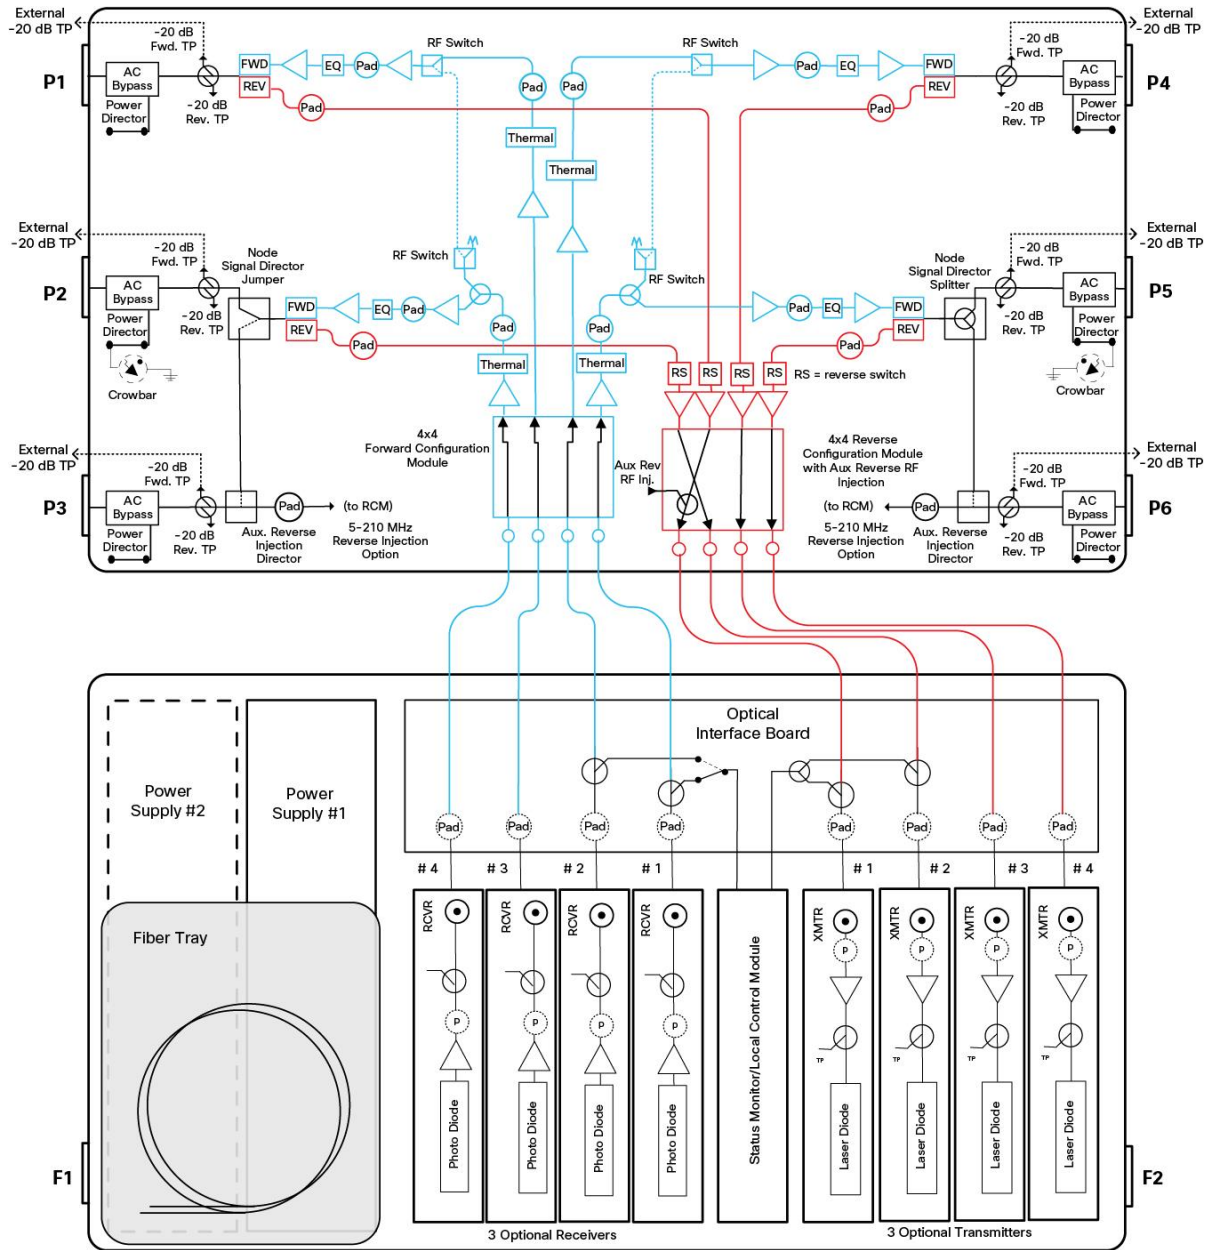 External
-20 dB TP
-20 dB
Fwd. TP
RF Switch
RF Switch
-20 dB
Fwd. TP
External
-20 dB TP
P1
AC
Bypass
Power
Director
-20 dB
Rev. TP
FWD
REV
EQ
Pad
Pad
Pad
Pad
Pad
EQ
FWD
REV
Pad
-20 dB
Rev. TP
AC
Bypass
Power
Director
P4
Thermal
Thermal
External
-20 dB TP
-20 dB
Fwd. TP
Node
Signal Director
Jumper
RF Switch
RF Switch
Node
Signal Director
Splitter
-20 dB
Fwd. TP
External
-20 dB TP
P2
AC
Bypass
Power
Director
-20 dB
Rev. TP
FWD
REV
EQ
Pad
Pad
Pad
Pad
Pad
EQ
FWD
REV
Pad
-20 dB
Rev. TP
AC
Bypass
Power
Director
P5
Crowbar
Thermal
Thermal
RS
RS
RS
RS
RS = reverse switch
Crowbar
4x4
Forward Configuration
Module
Aux Rev
RF Inj.
4x4 Reverse
Configuration Module
with Aux Reverse RF
Injection
External
-20 dB TP
-20 dB
Fwd. TP
-20 dB
Fwd. TP
External
-20 dB TP
P3
AC
Bypass
Power
Director
-20 dB
Rev. TP
Pad
(to RCM)
Aux. Reverse
Injection
Director
5-210 MHz
Reverse Injection
Option
(to RCM)
5-210 MHz
Reverse Injection
Option
Pad
Aux. Reverse
Injection
Director
-20 dB
Rev. TP
AC
Bypass
Power
Director
P6
Optical
Interface Board
Power
Supply #2
Power
Supply #1
Pad
Pad
Pad
Pad
Pad
Pad
Pad
Pad
# 4
# 3
# 2
# 1
# 1
# 2
# 3
# 4
Fiber Tray
RCVR
RCVR
RCVR
RCVR
XMTR
XMTR
XMTR
XMTR
P
P
P
P
P
P
P
P
TP
TP
TP
TP
Photo Diode
Photo Diode
Photo Diode
Photo Diode
Status Monitor/Local Control Module
Laser Diode
Laser Diode
Laser Diode
Laser Diode
F1
F2
3 Optional Receivers
3 Optional Transmitters